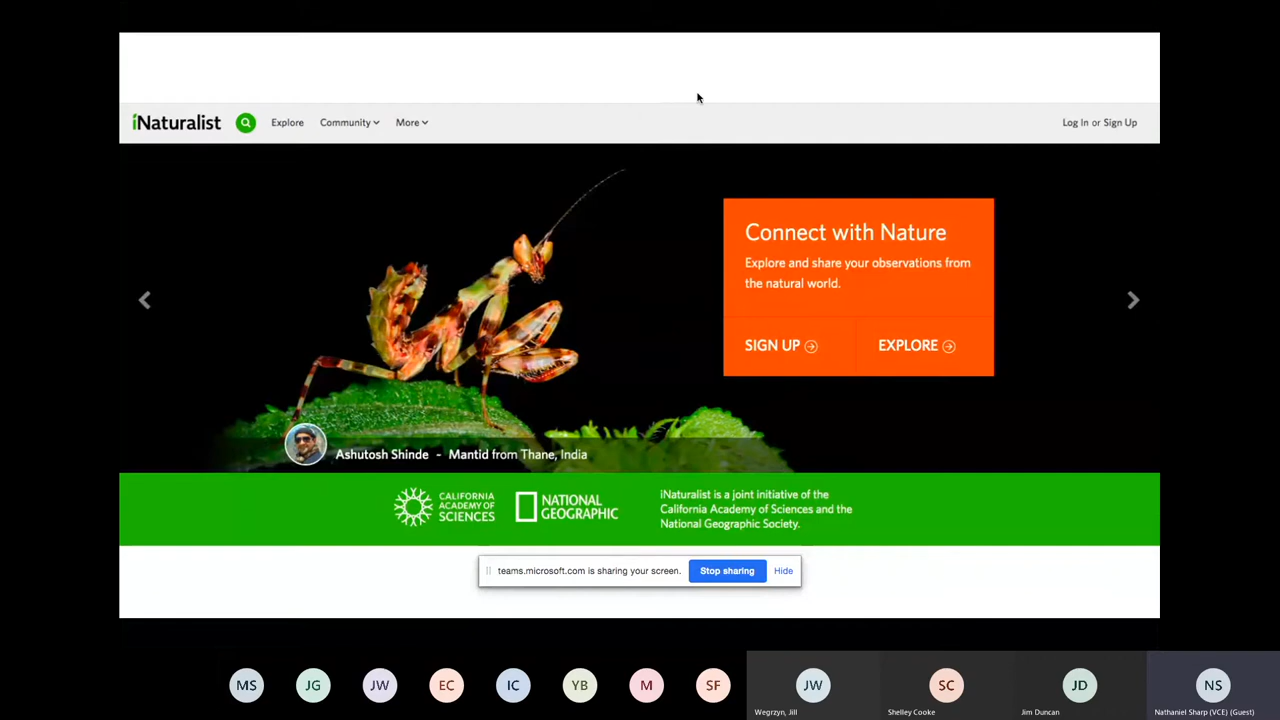 iNaturalist
Explore
Community
More
Log In or Sign Up
Connect with Nature
Explore and share your observations from
the natural world.
SIGN UP
EXPLORE
Ashutosh Shinde - Mantid from Thane, India
CALIFORNIA
ACADEMY OF
SCIENCES
NATIONAL
GEOGRAPHIC
iNaturalist is a joint initiative of the
California Academy of Sciences and the
National Geographic Society.
teams.microsoft.com is sharing your screen.
Stop sharing
Hide
MS
JG
JW
EC
IC
YB
M
SF
JW
Wegrzyn, Jill
SC
Shelley Cooke
JD
Jim Duncan
NS
Nathaniel Sharp (VCE) (Guest)